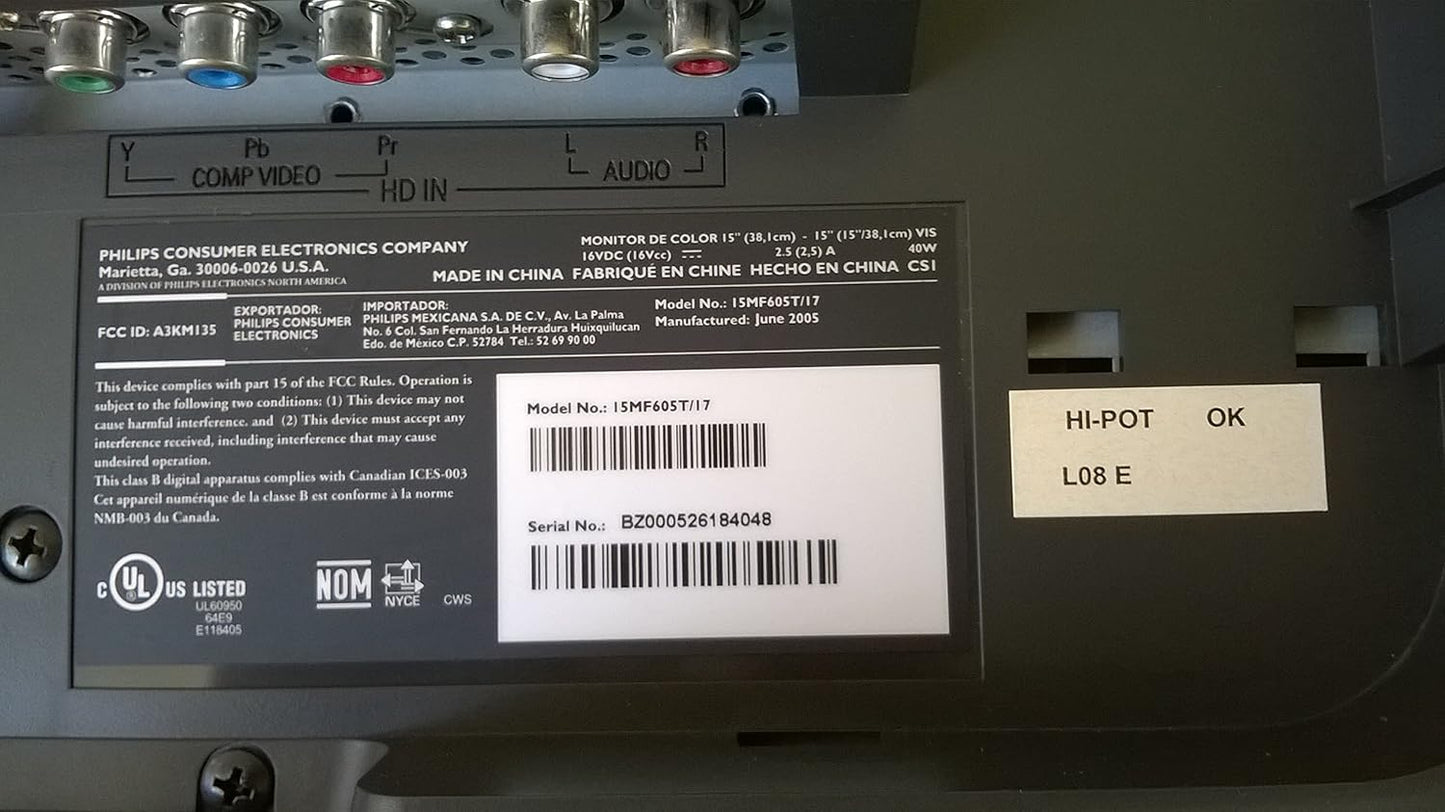 Y Pb Pr L R
COMP VIDEO AUDIO
HD IN
PHILIPS CONSUMER ELECTRONICS COMPANY
Marietta, Ga. 30006-0026 U.S.A.
A DIVISION OF PHILIPS ELECTRONICS NORTH AMERICA
MONITOR DE COLOR 15" (38,1cm) - 15" (15"/38,1cm) VIS
16VDC (16Vcc) 2.5 (2,5) A 40W
MADE IN CHINA FABRIQUÉ EN CHINE HECHO EN CHINA CS1
FCC ID: A3KM135
EXPORTADOR:
PHILIPS CONSUMER
ELECTRONICS
IMPORTADOR:
PHILIPS MEXICANA S.A. DE C.V., Av. La Palma
No. 6 Col. San Fernando La Herradura Huixquilucan
Edo. de México C.P. 52784 Tel.: 52 69 90 00
Model No.: 15MF605T/17
Manufactured: June 2005
This device complies with part 15 of the FCC Rules. Operation is
subject to the following two conditions: (1) This device may not
cause harmful interference. and (2) This device must accept any
interference received, including interference that may cause
undesired operation.
This class B digital apparatus complies with Canadian ICES-003
Cet appareil numérique de la classe B est conforme à la norme
NMB-003 du Canada.
C UL US LISTED
UL60950
64E9
E118405
NOM
NYCE
CWS
Model No.: 15MF605T/17
Serial No.: BZ000526184048
HI-POT OK
L08 E